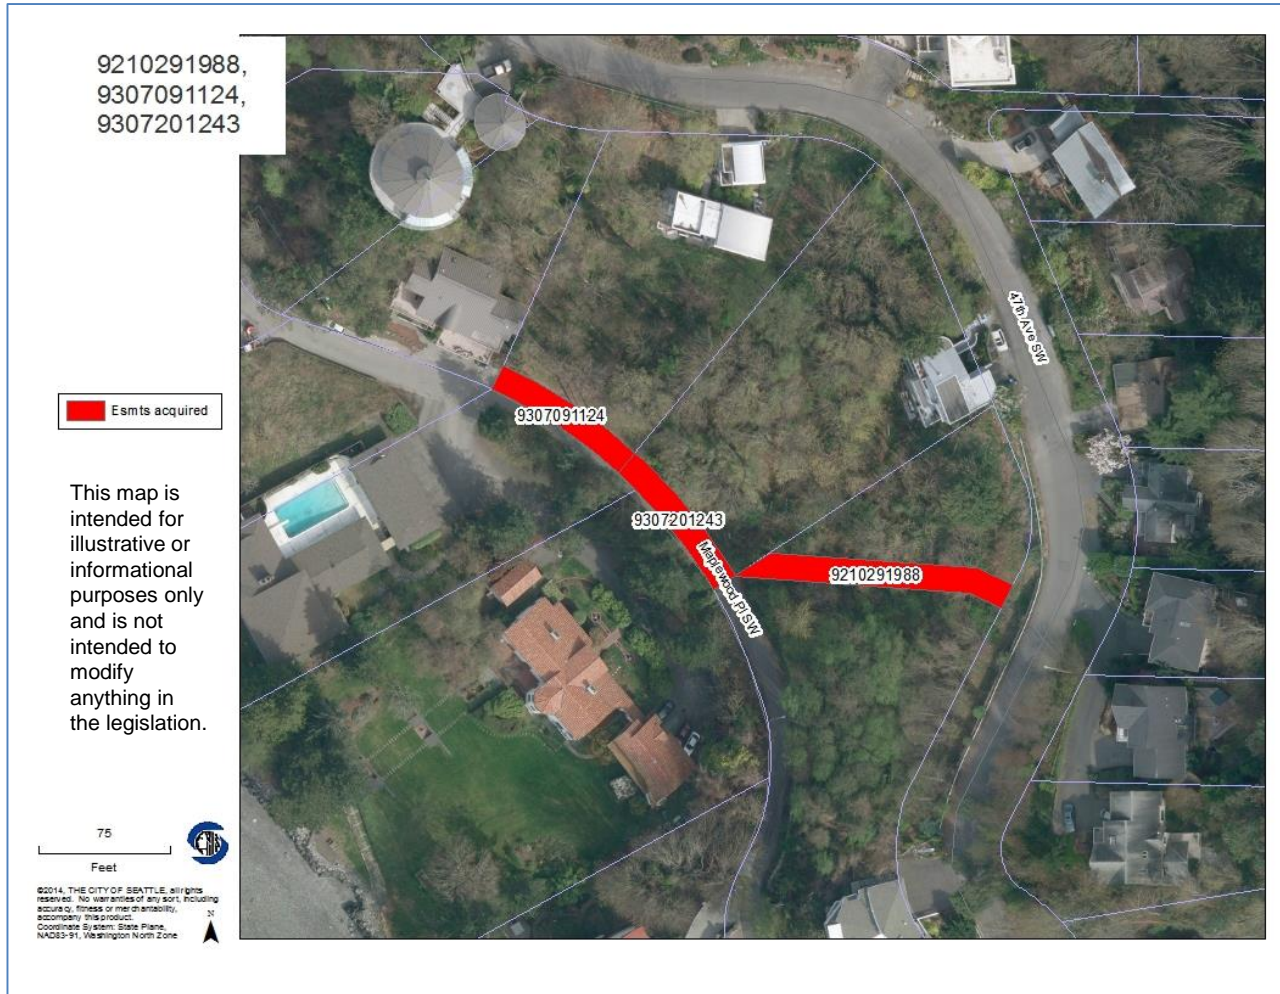 9210291988,
9307091124,
9307201243
47th Ave SW
9307091124
Esmts acquired
9307201243
Maplewood Pl SW
9210291988
This map is
intended for
illustrative or
informational
purposes only
and is not
intended to
modify
anything in
the legislation.
75
Feet
©2014, THE CITY OF SEATTLE, all rights
reserved. No warranties of any sort, including
accuracy, fitness or merchantability,
accompany this product.
Coordinate System: State Plane,
NAD83-91, Washington North Zone
N